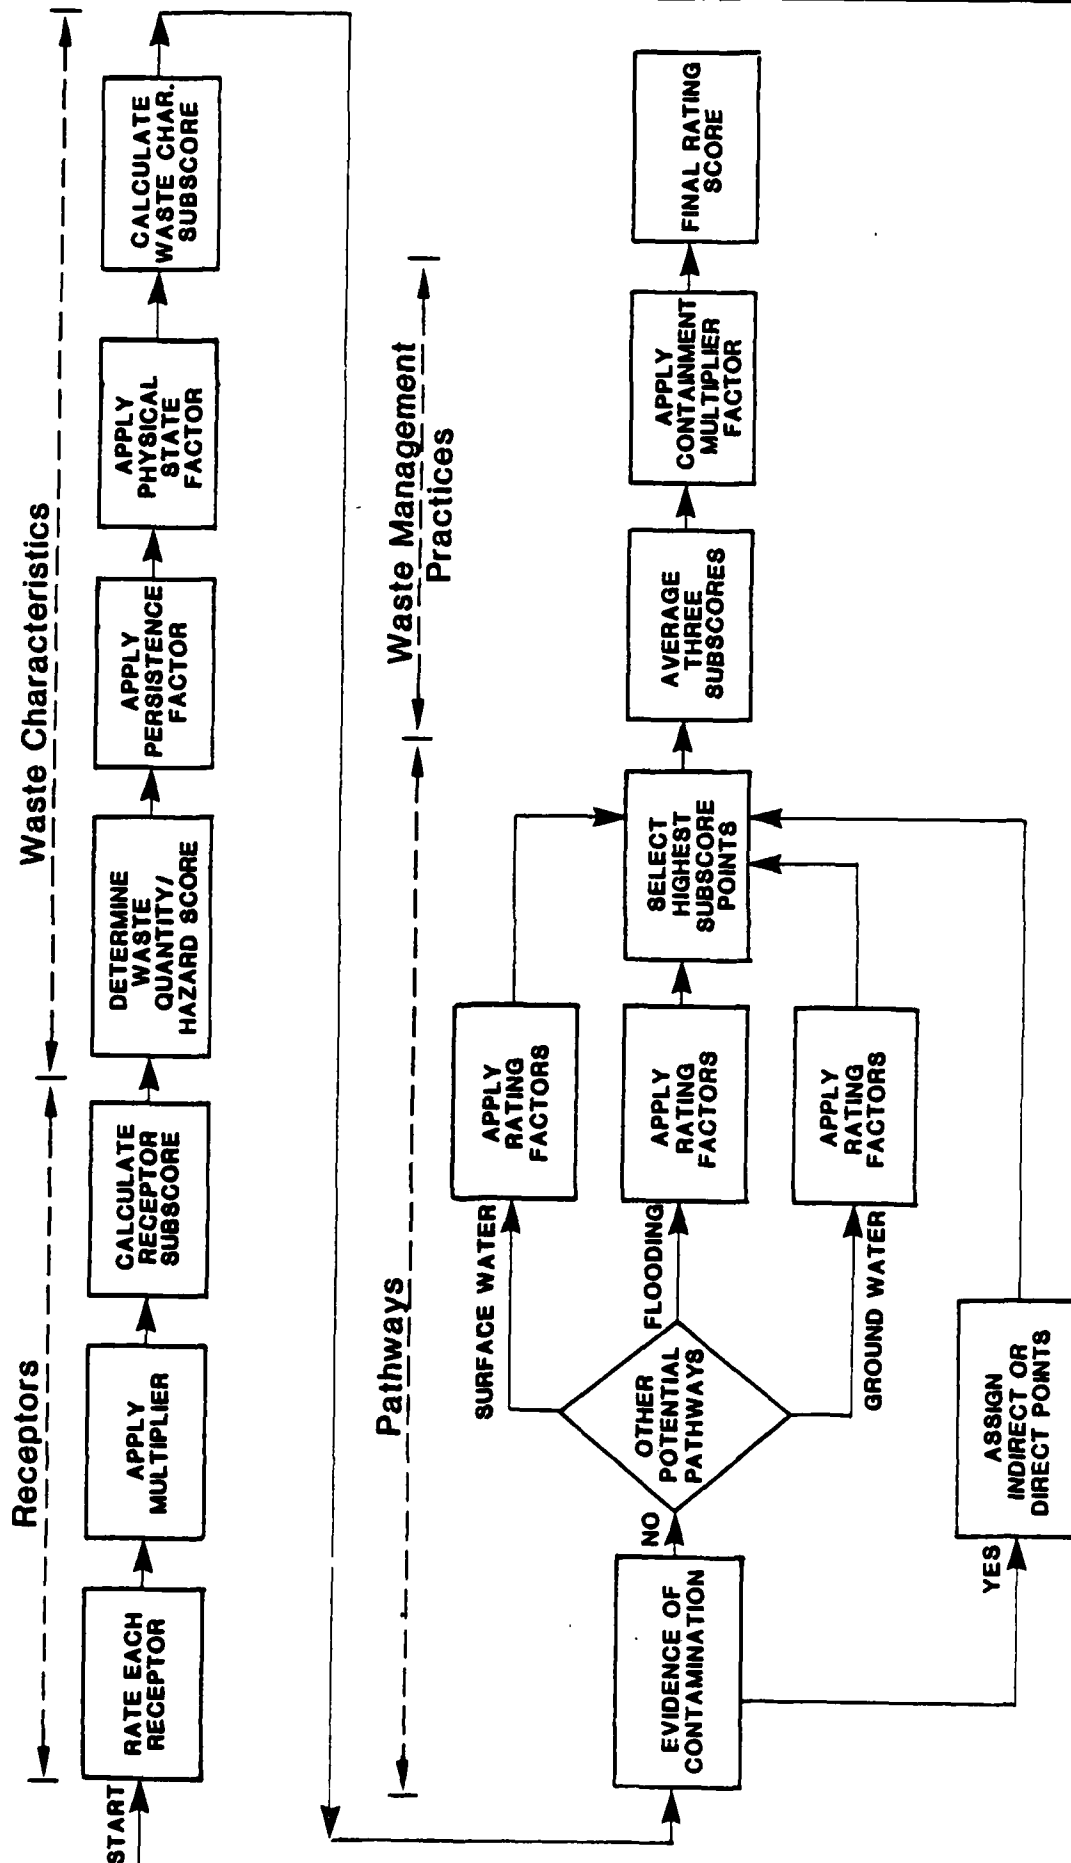 Receptors
Waste Characteristics
START
RATE EACH
RECEPTOR
APPLY
MULTIPLIER
CALCULATE
RECEPTOR
SUBSCORE
DETERMINE
WASTE
QUANTITY/
HAZARD SCORE
APPLY
PERSISTENCE
FACTOR
APPLY
PHYSICAL
STATE
FACTOR
CALCULATE
WASTE CHAR.
SUBSCORE
Pathways
Waste Management
Practices
EVIDENCE OF
CONTAMINATION
NO
YES
OTHER
POTENTIAL
PATHWAYS
SURFACE WATER
FLOODING
GROUND WATER
APPLY
RATING
FACTORS
APPLY
RATING
FACTORS
APPLY
RATING
FACTORS
ASSIGN
INDIRECT OR
DIRECT POINTS
SELECT
HIGHEST
SUBSCORE
POINTS
AVERAGE
THREE
SUBSCORES
APPLY
CONTAINMENT
MULTIPLIER
FACTOR
FINAL RATING
SCORE